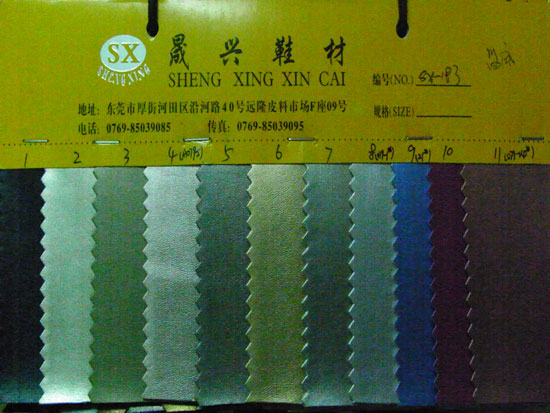 SX
SHENGXING
晟兴鞋材
SHENG XING XIN CAI
编号(NO.) SX-193
规格(SIZE)
地址: 东莞市厚街河田区沿河路40号远隆皮料市场F座09号
电话: 0769-85039085 传真: 0769-85039095
1 2 3 4 5 6 7 8 9 10 11